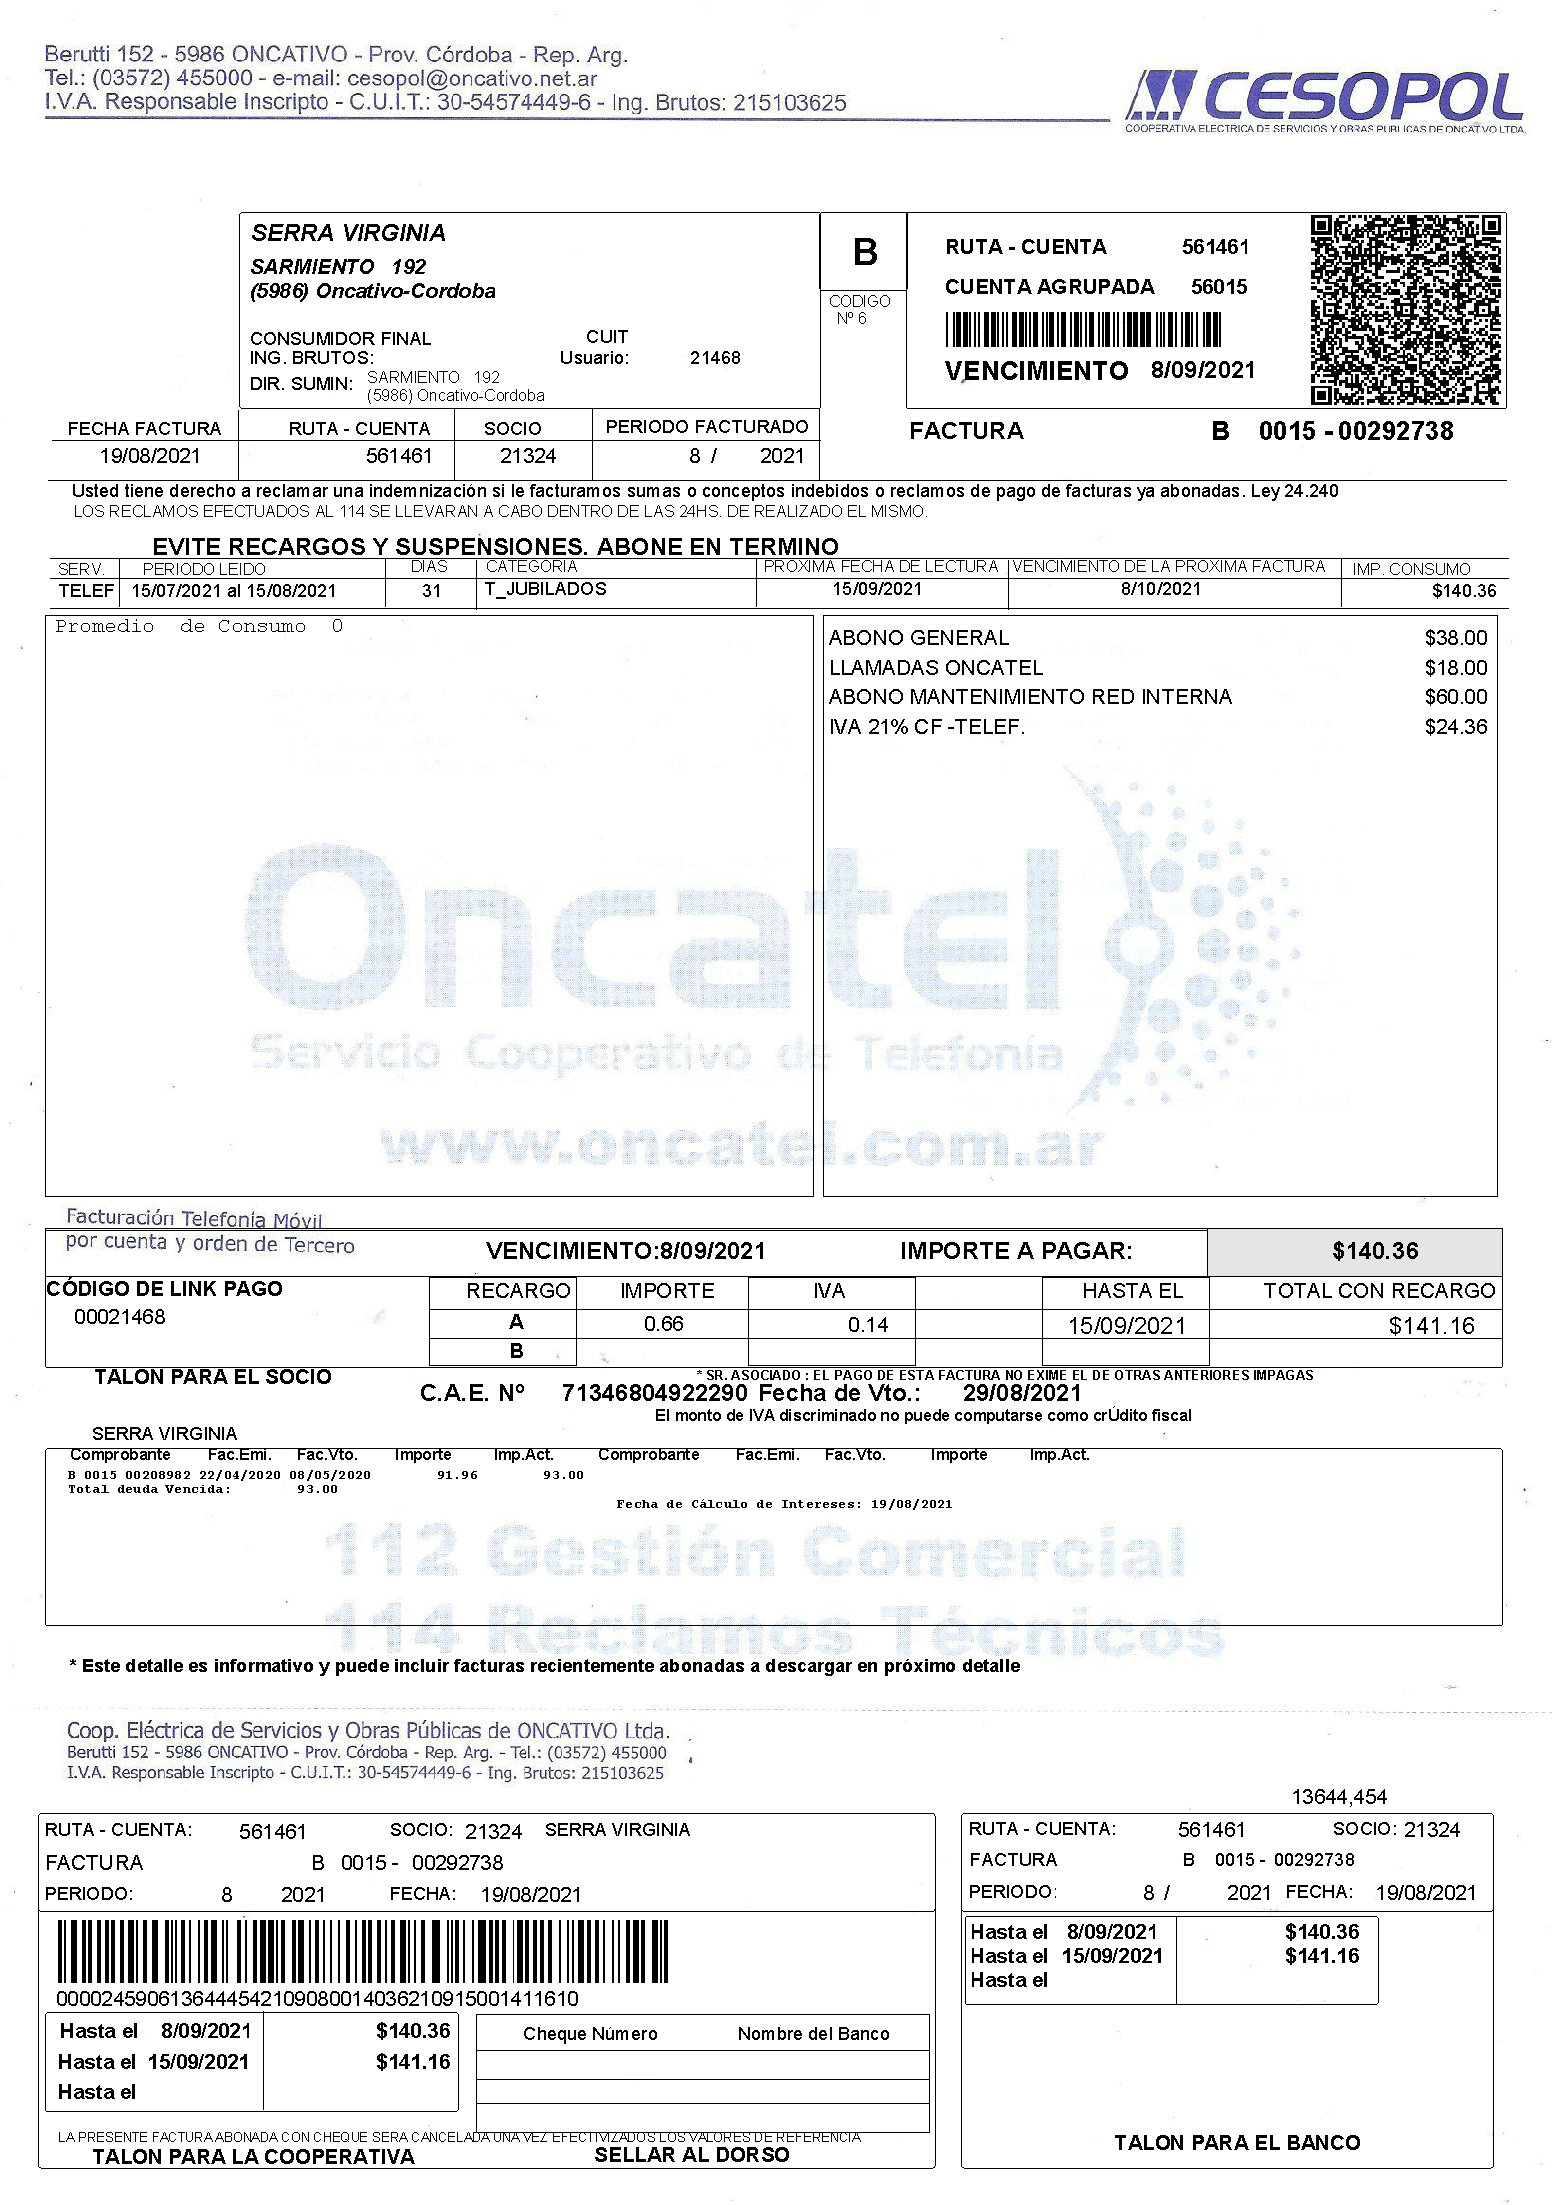 Berutti 152 - 5986 ONCATIVO - Prov. Córdoba - Rep. Arg.
Tel.: (03572) 455000 - e-mail: cesopol@oncativo.net.ar
I.V.A. Responsable Inscripto - C.U.I.T.: 30-54574449-6 - Ing. Brutos: 215103625
CESOPOL
COOPERATIVA ELECTRICA DE SERVICIOS Y OBRAS PUBLICAS DE ONCATIVO LTDA.
SERRA VIRGINIA
SARMIENTO 192
(5986) Oncativo-Cordoba
CONSUMIDOR FINAL CUIT
ING. BRUTOS: Usuario: 21468
DIR. SUMIN: SARMIENTO 192
(5986) Oncativo-Cordoba
B
CODIGO
Nº 6
RUTA - CUENTA 561461
CUENTA AGRUPADA 56015
VENCIMIENTO 8/09/2021
FECHA FACTURA RUTA - CUENTA SOCIO PERIODO FACTURADO
19/08/2021 561461 21324 8 / 2021
FACTURA B 0015 - 00292738
Usted tiene derecho a reclamar una indemnización si le facturamos sumas o conceptos indebidos o reclamos de pago de facturas ya abonadas. Ley 24.240
LOS RECLAMOS EFECTUADOS AL 114 SE LLEVARAN A CABO DENTRO DE LAS 24HS. DE REALIZADO EL MISMO.
EVITE RECARGOS Y SUSPENSIONES. ABONE EN TERMINO
SERV. PERIODO LEIDO DIAS CATEGORIA PROXIMA FECHA DE LECTURA VENCIMIENTO DE LA PROXIMA FACTURA IMP. CONSUMO
TELEF 15/07/2021 al 15/08/2021 31 T_JUBILADOS 15/09/2021 8/10/2021 $140.36
Promedio de Consumo 0
ABONO GENERAL $38.00
LLAMADAS ONCATEL $18.00
ABONO MANTENIMIENTO RED INTERNA $60.00
IVA 21% CF -TELEF. $24.36
Oncatel
Servicio Cooperativo de Telefonía
www.oncatel.com.ar
Facturación Telefonía Móvil
por cuenta y orden de Tercero
VENCIMIENTO:8/09/2021 IMPORTE A PAGAR: $140.36
CÓDIGO DE LINK PAGO
00021468
RECARGO IMPORTE IVA HASTA EL TOTAL CON RECARGO
A 0.66 0.14 15/09/2021 $141.16
B
TALON PARA EL SOCIO
* SR. ASOCIADO : EL PAGO DE ESTA FACTURA NO EXIME EL DE OTRAS ANTERIORES IMPAGAS
C.A.E. Nº 71346804922290 Fecha de Vto.: 29/08/2021
El monto de IVA discriminado no puede computarse como crÚdito fiscal
SERRA VIRGINIA
Comprobante Fac.Emi. Fac.Vto. Importe Imp.Act. Comprobante Fac.Emi. Fac.Vto. Importe Imp.Act.
B 0015 00208982 22/04/2020 08/05/2020 91.96 93.00
Total deuda Vencida: 93.00
Fecha de Cálculo de Intereses: 19/08/2021
112 Gestión Comercial
114 Reclamos Técnicos
* Este detalle es informativo y puede incluir facturas recientemente abonadas a descargar en próximo detalle
Coop. Eléctrica de Servicios y Obras Públicas de ONCATIVO Ltda.
Berutti 152 - 5986 ONCATIVO - Prov. Córdoba - Rep. Arg. - Tel.: (03572) 455000
I.V.A. Responsable Inscripto - C.U.I.T.: 30-54574449-6 - Ing. Brutos: 215103625
13644,454
RUTA - CUENTA: 561461 SOCIO: 21324 SERRA VIRGINIA
FACTURA B 0015 - 00292738
PERIODO: 8 2021 FECHA: 19/08/2021
0000245906136444542109080014036210915001411610
Hasta el 8/09/2021 $140.36
Hasta el 15/09/2021 $141.16
Hasta el
Cheque Número Nombre del Banco
LA PRESENTE FACTURA ABONADA CON CHEQUE SERA CANCELADA UNA VEZ EFECTIVIZADOS LOS VALORES DE REFERENCIA
TALON PARA LA COOPERATIVA SELLAR AL DORSO
RUTA - CUENTA: 561461 SOCIO: 21324
FACTURA B 0015 - 00292738
PERIODO: 8 / 2021 FECHA: 19/08/2021
Hasta el 8/09/2021 $140.36
Hasta el 15/09/2021 $141.16
Hasta el
TALON PARA EL BANCO